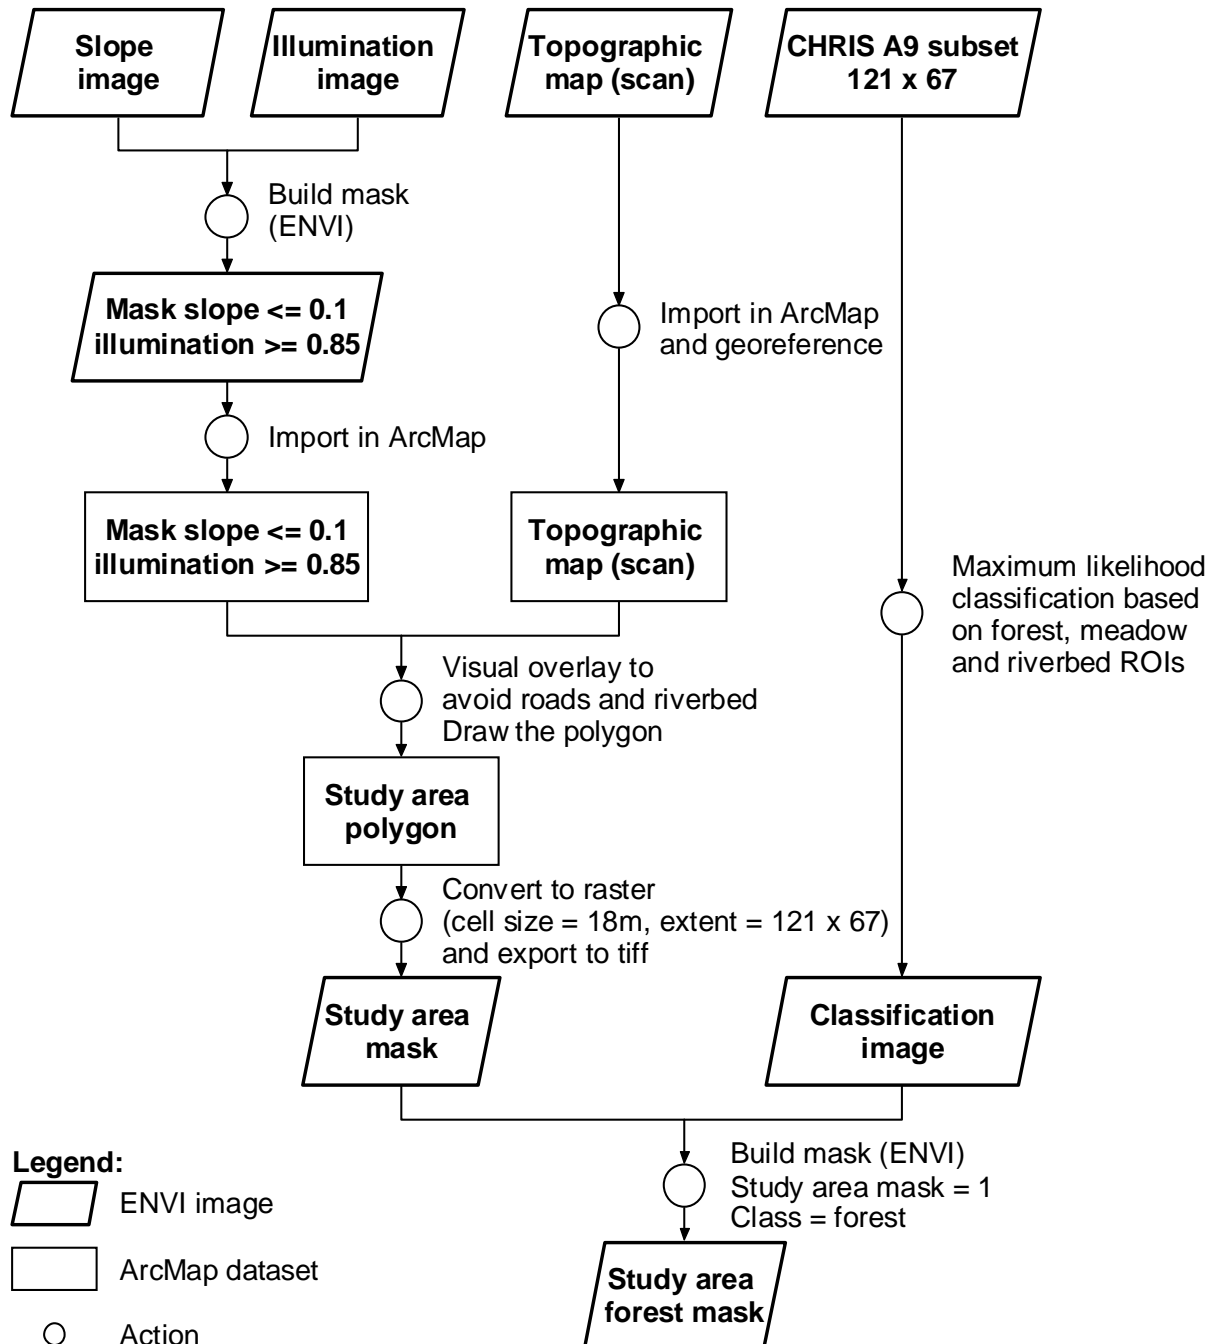 Slope
image
Illumination
image
Topographic
map (scan)
CHRIS A9 subset
121 x 67
Build mask
(ENVI)
Mask slope <= 0.1
illumination >= 0.85
Import in ArcMap
and georeference
Import in ArcMap
Mask slope <= 0.1
illumination >= 0.85
Topographic
map (scan)
Maximum likelihood
classification based
on forest, meadow
and riverbed ROIs
Visual overlay to
avoid roads and riverbed
Draw the polygon
Study area
polygon
Convert to raster
(cell size = 18m, extent = 121 x 67)
and export to tiff
Study area
mask
Classification
image
Build mask (ENVI)
Study area mask = 1
Class = forest
Study area
forest mask
Legend:
ENVI image
ArcMap dataset
Action